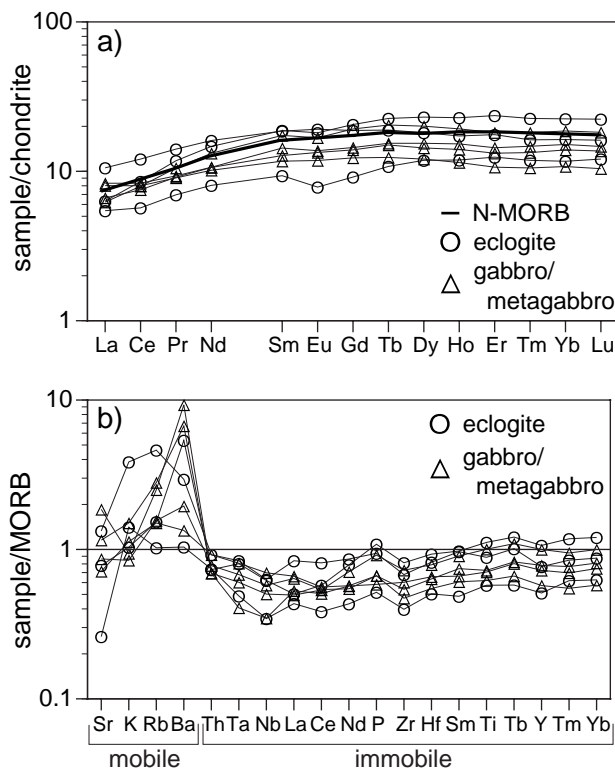 a)
sample/chondrite
100
10
1
N-MORB
eclogite
gabbro/
metagabbro
La Ce Pr Nd Sm Eu Gd Tb Dy Ho Er Tm Yb Lu
b)
sample/MORB
10
1
0.1
eclogite
gabbro/
metagabbro
Sr K Rb Ba Th Ta Nb La Ce Nd P Zr Hf Sm Ti Tb Y Tm Yb
mobile immobile